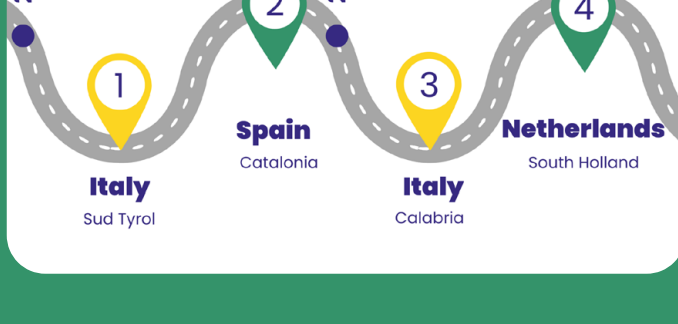 1
Italy
Sud Tyrol
2
Spain
Catalonia
3
Italy
Calabria
4
Netherlands
South Holland